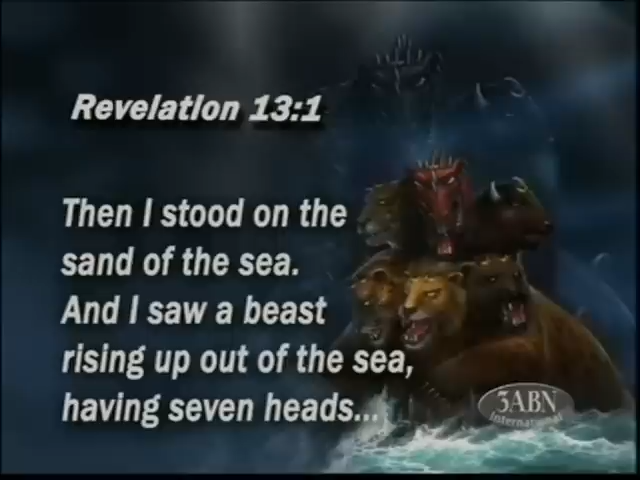 Revelation 13:1
Then I stood on the
sand of the sea.
And I saw a beast
rising up out of the sea,
having seven heads...
3ABN
International